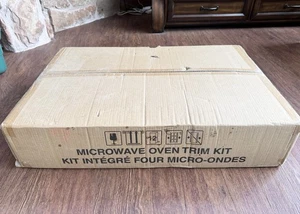 MICROWAVE OVEN TRIM KIT
KIT INTÉGRÉ FOUR MICRO-ONDES